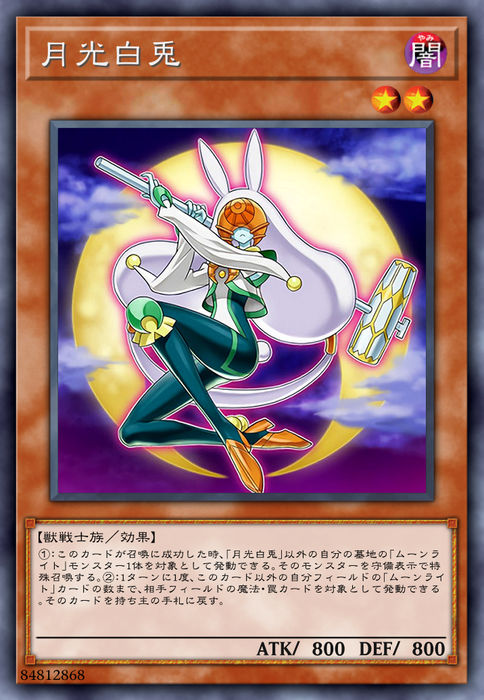 月光白兎
やみ
闇
【獣戦士族／効果】
①：このカードが召喚に成功した時、「月光白兎」以外の自分の墓地の「ムーンラ
イト」モンスター1体を対象として発動できる。そのモンスターを守備表示で特
殊召喚する。②：1ターンに1度、このカード以外の自分フィールドの「ムーンライ
ト」カードの数まで、相手フィールドの魔法・罠カードを対象として発動できる
。そのカードを持ち主の手札に戻す。
ATK/ 800 DEF/ 800
84812868